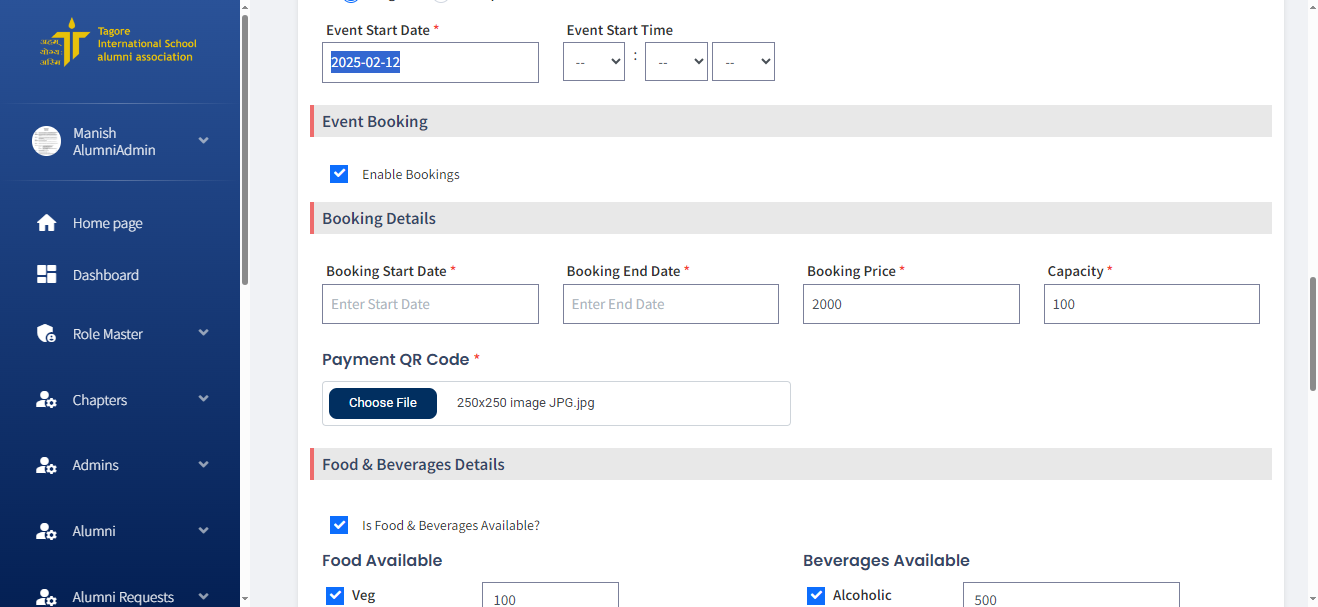 अहम्
योग्यः
अस्मि
Tagore
International School
alumni association
Manish
AlumniAdmin
Home page
Dashboard
Role Master
Chapters
Admins
Alumni
Alumni Requests
Event Start Date *
Event Start Time
2025-02-12
-- : -- --
Event Booking
Enable Bookings
Booking Details
Booking Start Date * Booking End Date * Booking Price * Capacity *
Enter Start Date Enter End Date 2000 100
Payment QR Code *
Choose File 250x250 image JPG.jpg
Food & Beverages Details
Is Food & Beverages Available?
Food Available Beverages Available
Veg 100 Alcoholic 500